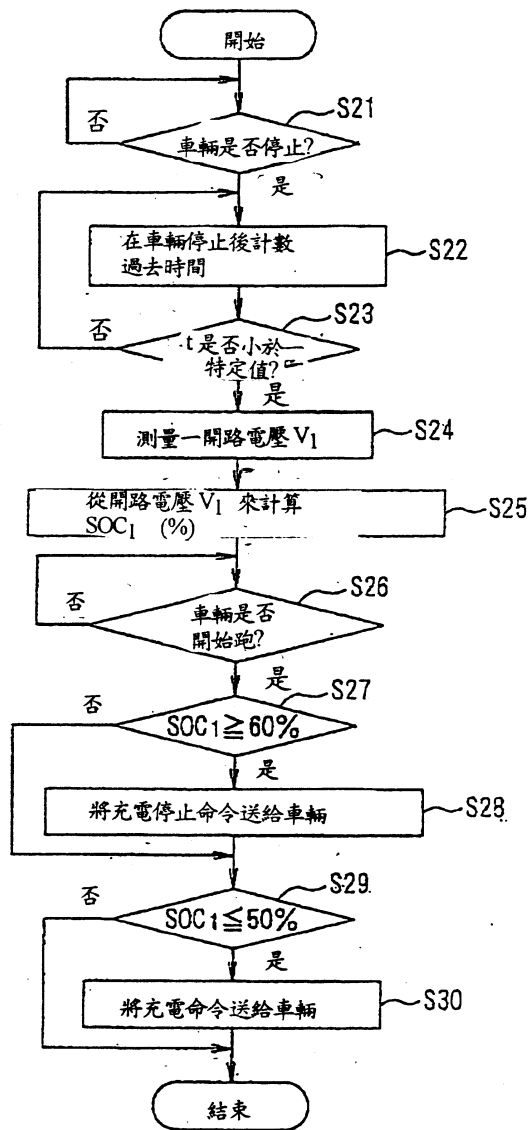 開始
否
S21
車輛是否停止?
是
在車輛停止後計數
過去時間
S22
否
S23
t是否小於
特定值?
是
測量一開路電壓 V1
S24
從開路電壓 V1 來計算
SOC1 (%)
S25
否
S26
車輛是否
開始跑?
是
否
S27
SOC1≧60%
是
將充電停止命令送給車輛
S28
否
S29
SOC1≦50%
是
將充電命令送給車輛
S30
結束